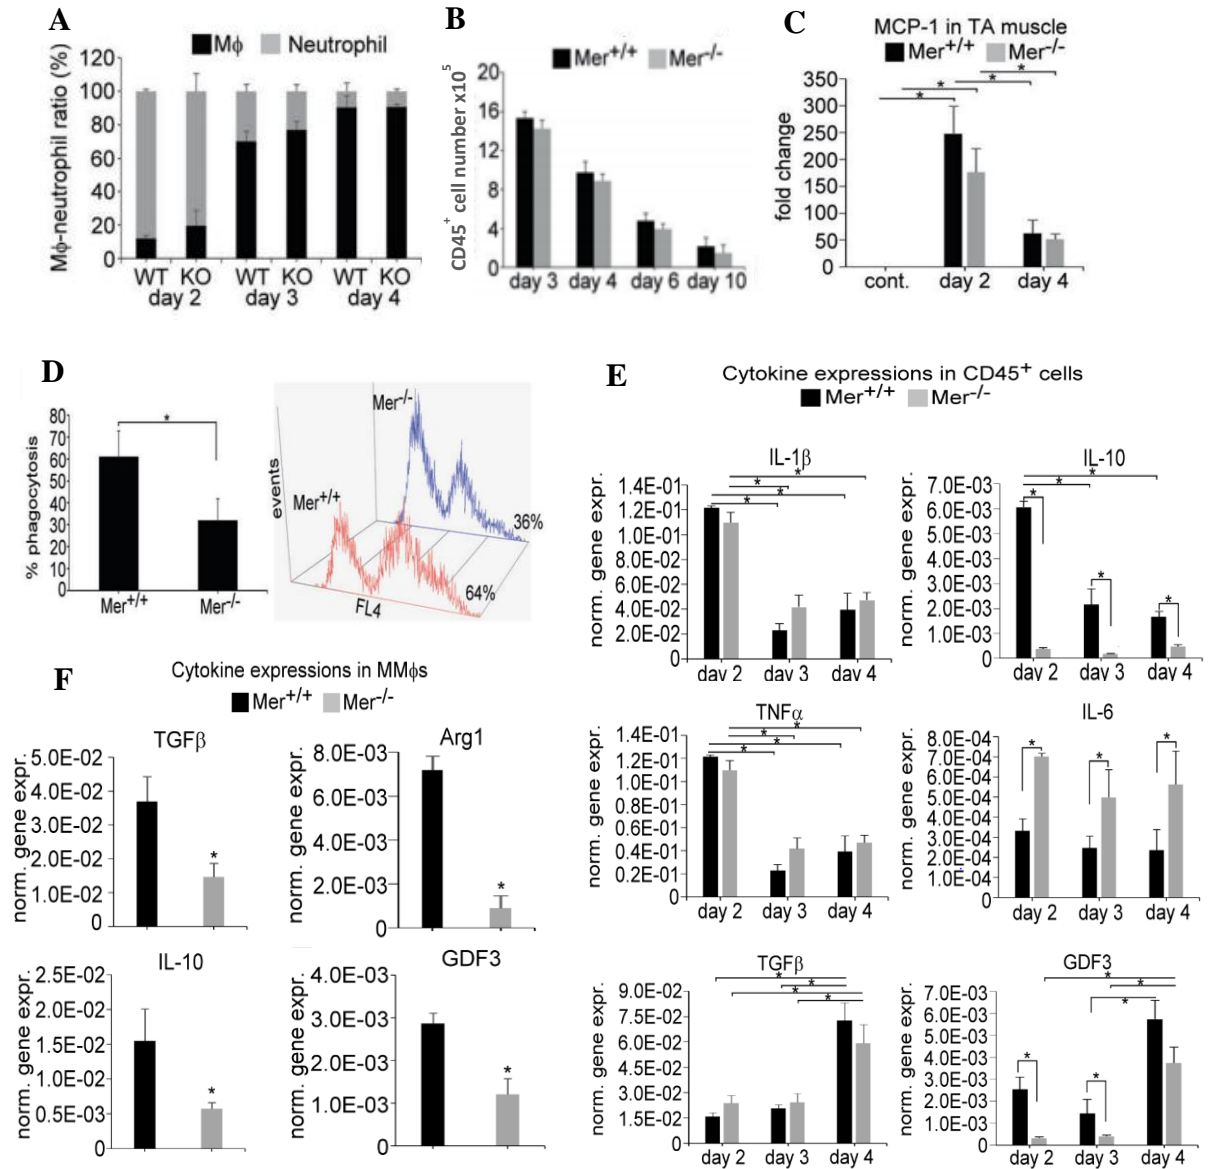 A
Mϕ Neutrophil
Mϕ-neutrophil ratio (%)
120
100
80
60
40
20
0
WT KO WT KO WT KO
day 2 day 3 day 4
B
Mer+/+ Mer-/-
CD45+ cell number x10⁵
20
16
12
8
4
0
day 3 day 4 day 6 day 10
C
MCP-1 in TA muscle
Mer+/+ Mer-/-
fold change
350
300
250
200
150
100
50
0
*
*
*
*
cont. day 2 day 4
D
% phagocytosis
80
70
60
50
40
30
20
10
0
*
Mer+/+ Mer-/-
Mer-/-
Mer+/+
events
36%
64%
FL4
E
Cytokine expressions in CD45+ cells
Mer+/+ Mer-/-
IL-1β
norm. gene expr.
1.4E-01
1.2E-01
1.0E-01
8.0E-02
6.0E-02
4.0E-02
2.0E-02
0
* * * *
day 2 day 3 day 4
IL-10
norm. gene expr.
7.0E-03
6.0E-03
5.0E-03
4.0E-03
3.0E-03
2.0E-03
1.0E-03
0
* * * * *
day 2 day 3 day 4
TNFα
norm. gene expr.
1.4E-01
1.2E-01
1.0E-01
0.8E-01
0.6E-01
0.4E-01
0.2E-01
0
* * * *
day 2 day 3 day 4
IL-6
norm. gene expr.
8.0E-04
7.0E-04
6.0E-04
5.0E-04
4.0E-04
3.0E-04
2.0E-04
1.0E-04
0
* * *
day 2 day 3 day 4
TGFβ
norm. gene expr.
9.0E-02
7.5E-02
6.0E-02
4.5E-02
3.0E-02
1.5E-02
0
* * * *
day 2 day 3 day 4
GDF3
norm. gene expr.
7.0E-03
6.0E-03
5.0E-03
4.0E-03
3.0E-03
2.0E-03
1.0E-03
0
* * * * *
day 2 day 3 day 4
F
Cytokine expressions in MMϕs
Mer+/+ Mer-/-
TGFβ
norm. gene expr.
5.0E-02
4.0E-02
3.0E-02
2.0E-02
1.0E-02
0
*
Arg1
norm. gene expr.
8.0E-03
6.0E-03
4.0E-03
2.0E-03
0
*
IL-10
norm. gene expr.
2.5E-02
2.0E-02
1.5E-02
1.0E-02
0.5E-03
0
*
GDF3
norm. gene expr.
4.0E-03
3.0E-03
2.0E-03
1.0E-03
0
*